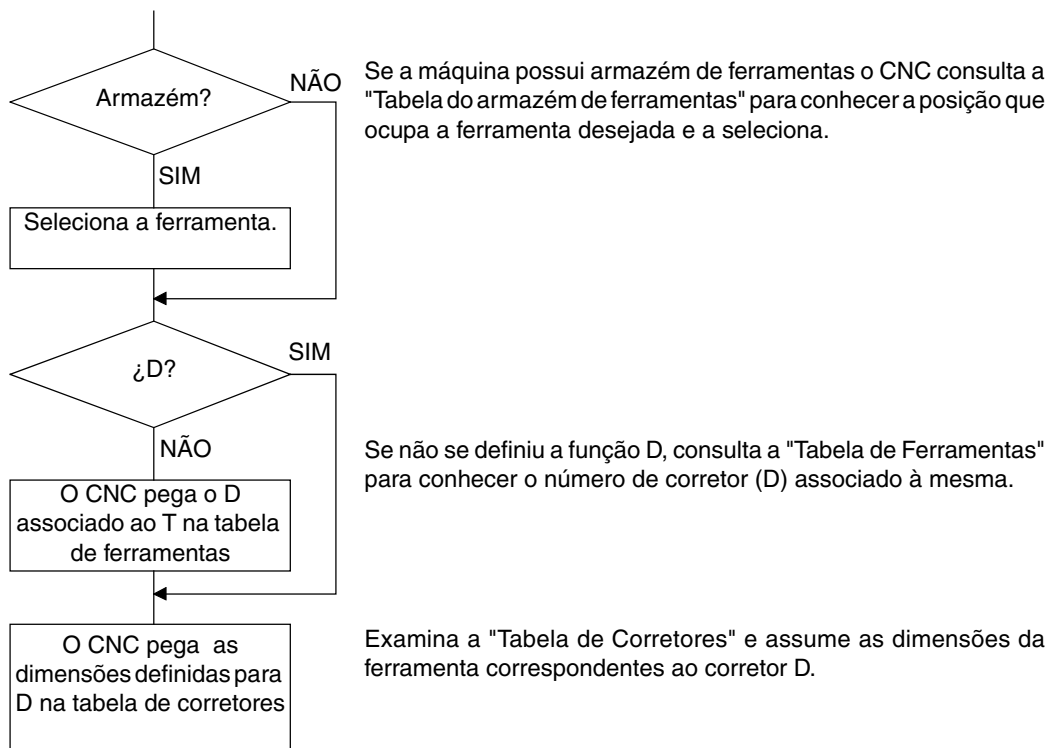 Armazém?
NÃO
Se a máquina possui armazém de ferramentas o CNC consulta a
"Tabela do armazém de ferramentas" para conhecer a posição que
ocupa a ferramenta desejada e a seleciona.
SIM
Seleciona a ferramenta.
¿D?
SIM
NÃO
Se não se definiu a função D, consulta a "Tabela de Ferramentas"
para conhecer o número de corretor (D) associado à mesma.
O CNC pega o D
associado ao T na tabela
de ferramentas
O CNC pega as
dimensões definidas para
D na tabela de corretores
Examina a "Tabela de Corretores" e assume as dimensões da
ferramenta correspondentes ao corretor D.